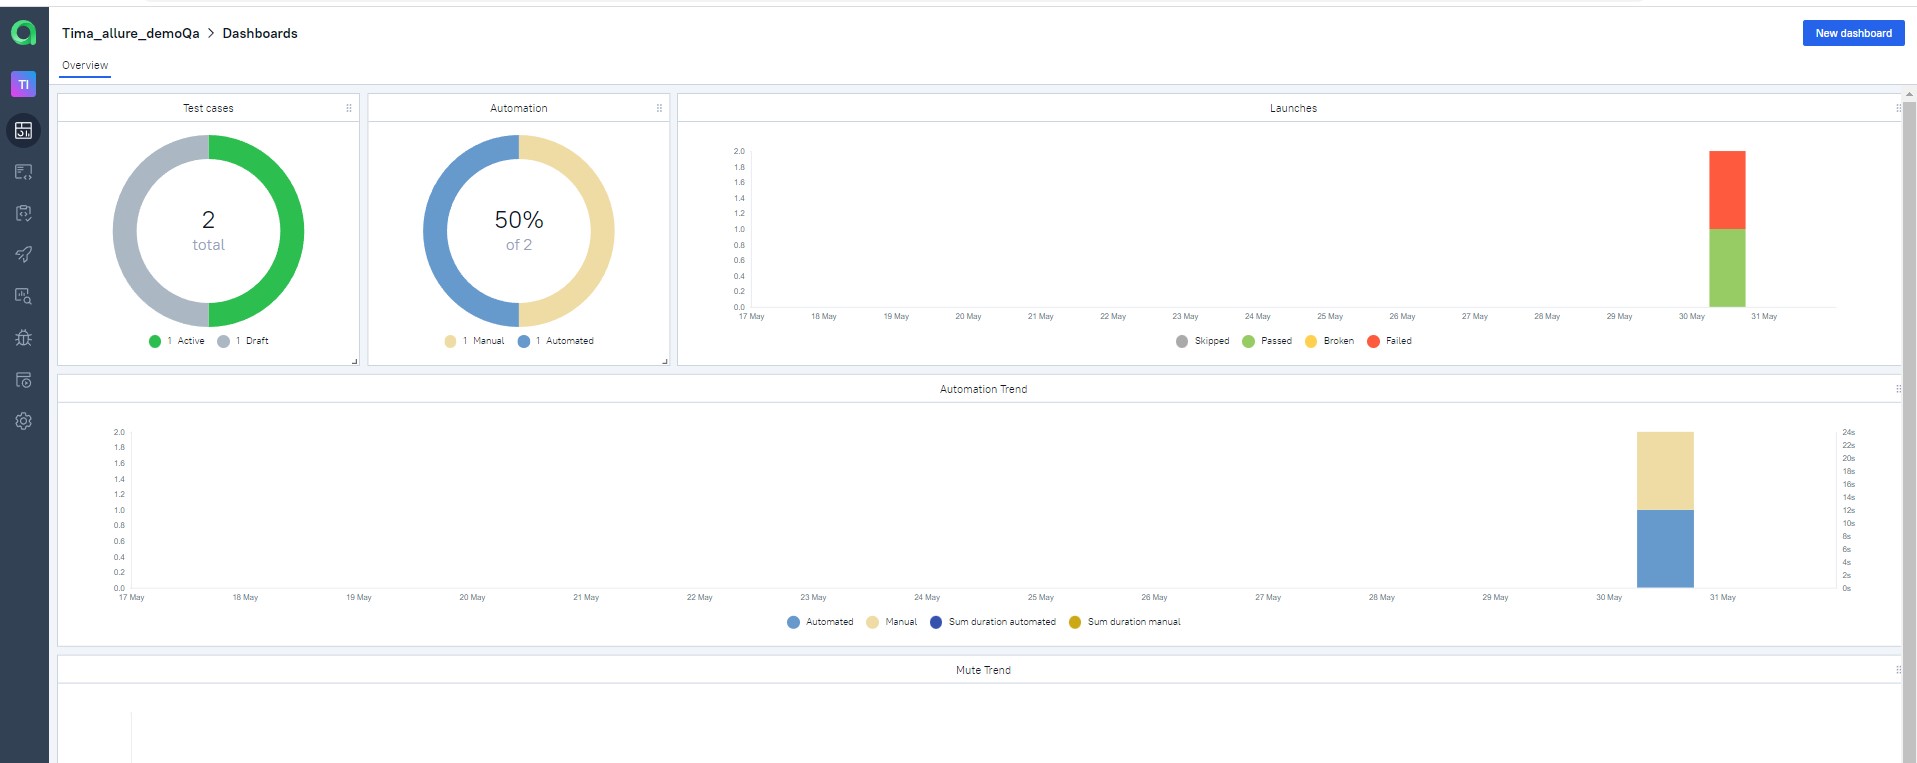 Tima_allure_demoQa > Dashboards
New dashboard
TI
Overview
Test cases
2
total
1 Active
1 Draft
Automation
50%
of 2
1 Manual
1 Automated
Launches
2.0
1.8
1.6
1.4
1.2
1.0
0.8
0.6
0.4
0.2
0.0
17 May 18 May 19 May 20 May 21 May 22 May 23 May 24 May 25 May 26 May 27 May 28 May 29 May 30 May 31 May
Skipped Passed Broken Failed
Automation Trend
2.0
1.8
1.6
1.4
1.2
1.0
0.8
0.6
0.4
0.2
0.0
24s
22s
20s
18s
16s
14s
12s
10s
8s
6s
4s
2s
0s
17 May 18 May 19 May 20 May 21 May 22 May 23 May 24 May 25 May 26 May 27 May 28 May 29 May 30 May 31 May
Automated Manual Sum duration automated Sum duration manual
Mute Trend